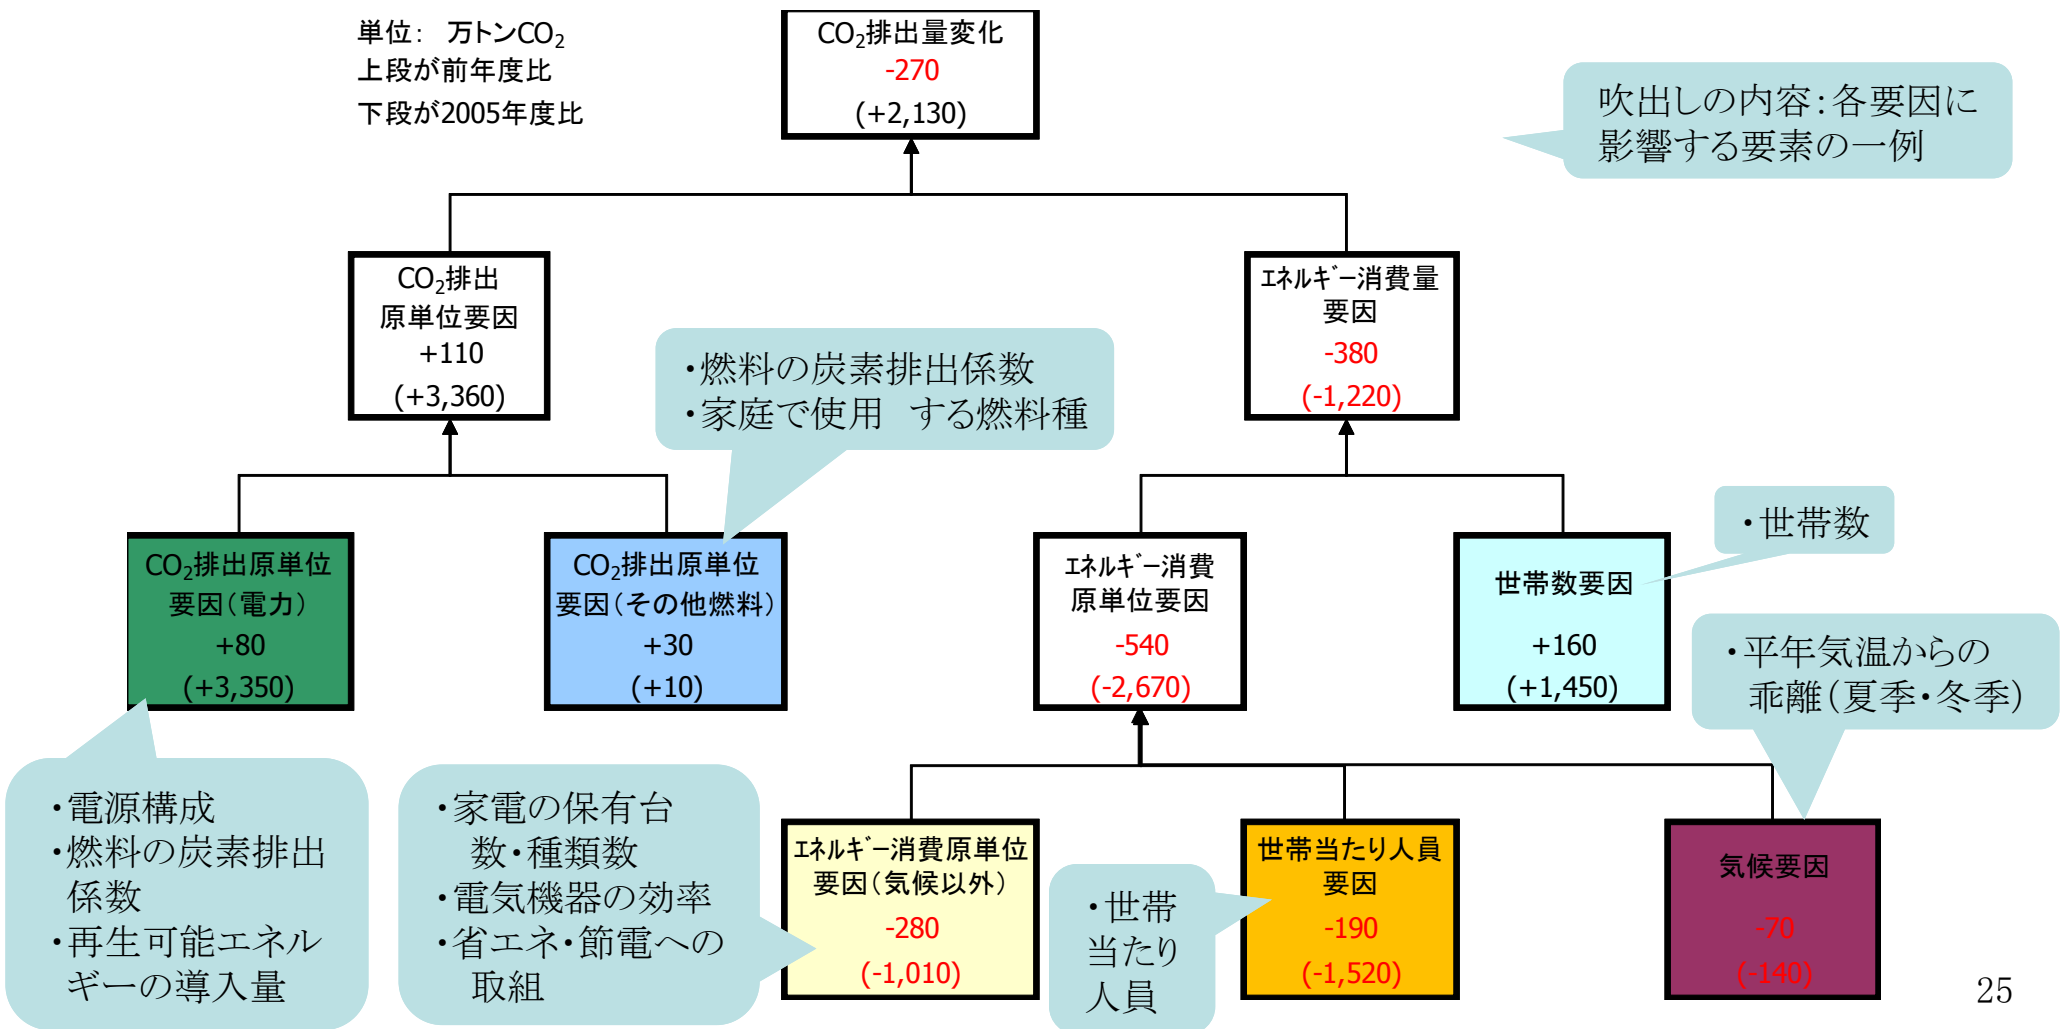 単位： 万トンCO₂
上段が前年度比
下段が2005年度比
CO₂排出量変化
-270
(+2,130)
吹出しの内容：各要因に
影響する要素の一例
CO₂排出
原単位要因
+110
(+3,360)
・燃料の炭素排出係数
・家庭で使用 する燃料種
ｴﾈﾙｷﾞｰ消費量
要因
-380
(-1,220)
CO₂排出原単位
要因（電力）
+80
(+3,350)
CO₂排出原単位
要因（その他燃料）
+30
(+10)
ｴﾈﾙｷﾞｰ消費
原単位要因
-540
(-2,670)
世帯数要因
+160
(+1,450)
・世帯数
・平年気温からの
乖離（夏季・冬季）
・電源構成
・燃料の炭素排出
係数
・再生可能エネル
ギーの導入量
・家電の保有台
数・種類数
・電気機器の効率
・省エネ・節電への
取組
ｴﾈﾙｷﾞｰ消費原単位
要因（気候以外）
-280
(-1,010)
・世帯
当たり
人員
世帯当たり人員
要因
-190
(-1,520)
気候要因
-70
(-140)
25